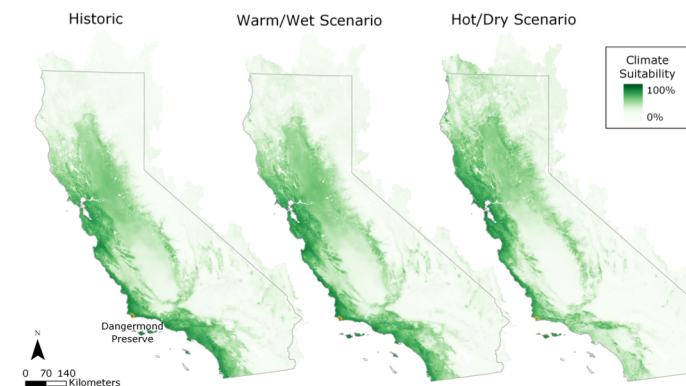 Historic
Warm/Wet Scenario
Hot/Dry Scenario
Climate
Suitability
100%
0%
Dangermond
Preserve
N
0 70 140
Kilometers